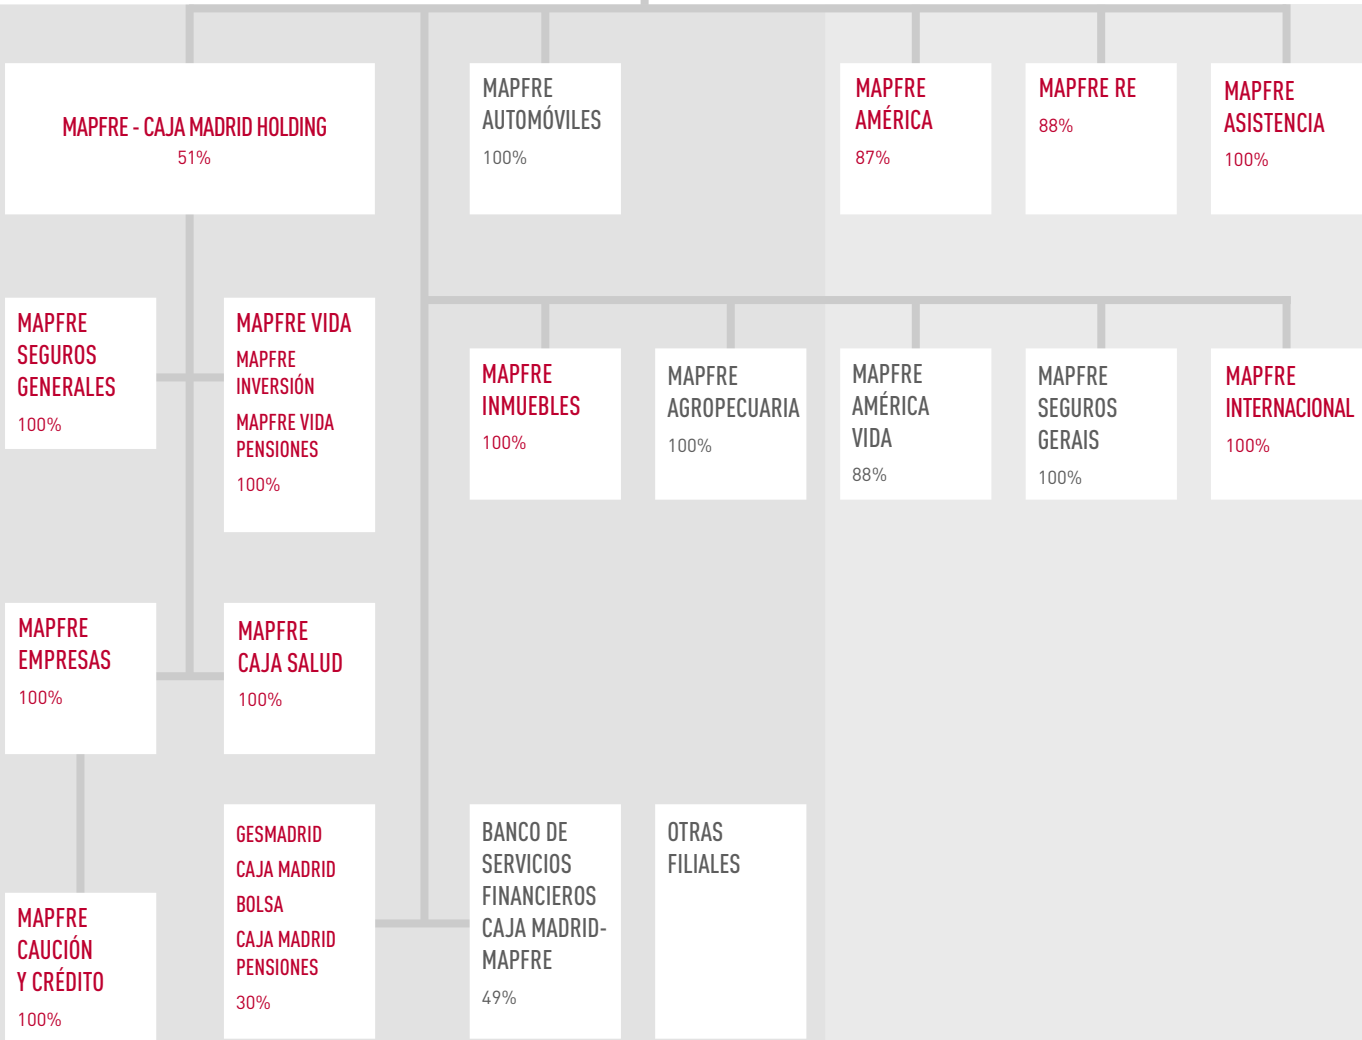 MAPFRE - CAJA MADRID HOLDING
51%
MAPFRE
AUTOMÓVILES
100%
MAPFRE
AMÉRICA
87%
MAPFRE RE
88%
MAPFRE
ASISTENCIA
100%
MAPFRE
SEGUROS
GENERALES
100%
MAPFRE VIDA
MAPFRE
INVERSIÓN
MAPFRE VIDA
PENSIONES
100%
MAPFRE
INMUEBLES
100%
MAPFRE
AGROPECUARIA
100%
MAPFRE
AMÉRICA
VIDA
88%
MAPFRE
SEGUROS
GERAIS
100%
MAPFRE
INTERNACIONAL
100%
MAPFRE
EMPRESAS
100%
MAPFRE
CAJA SALUD
100%
MAPFRE
CAUCIÓN
Y CRÉDITO
100%
GESMADRID
CAJA MADRID
BOLSA
CAJA MADRID
PENSIONES
30%
BANCO DE
SERVICIOS
FINANCIEROS
CAJA MADRID-
MAPFRE
49%
OTRAS
FILIALES